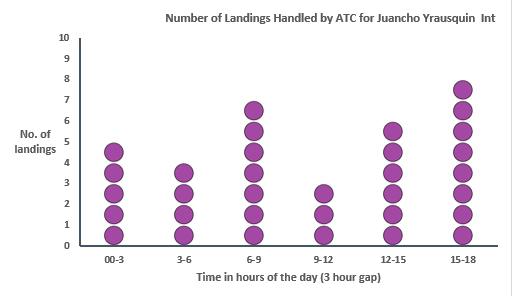 Number of Landings Handled by ATC for Juancho Yrausquin Int
10
9
8
7
6
5
4
3
2
1
0
No. of
landings
00-3 3-6 6-9 9-12 12-15 15-18
Time in hours of the day (3 hour gap)